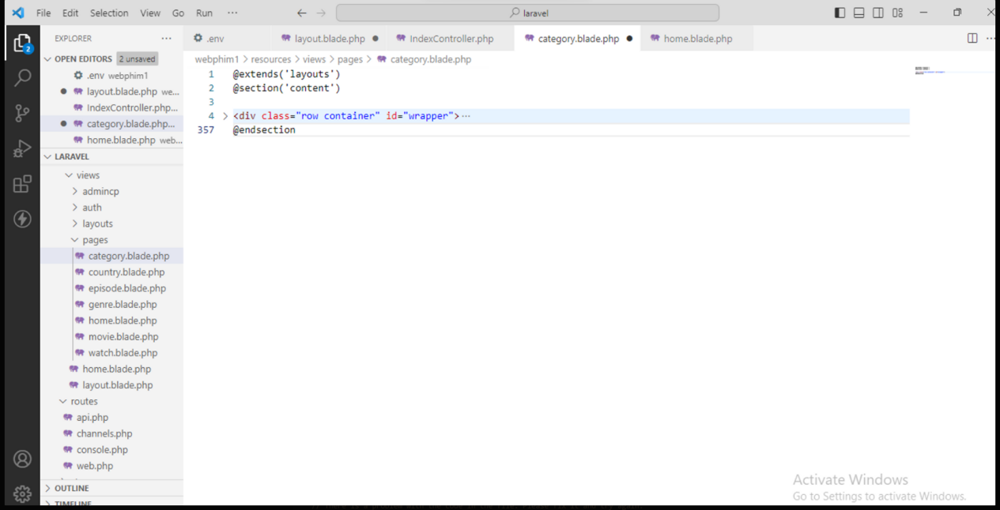 File Edit Selection View Go Run ··· laravel
EXPLORER ···
OPEN EDITORS 2 unsaved
.env webphim1
layout.blade.php we...
IndexController.php...
category.blade.php...
home.blade.php web...
LARAVEL
views
admincp
auth
layouts
pages
category.blade.php
country.blade.php
episode.blade.php
genre.blade.php
home.blade.php
movie.blade.php
watch.blade.php
home.blade.php
layout.blade.php
routes
api.php
channels.php
console.php
web.php
OUTLINE
TIMELINE
2
.env layout.blade.php IndexController.php category.blade.php home.blade.php
webphim1 > resources > views > pages > category.blade.php
1 @extends('layouts')
2 @section('content')
3
4 <div class="row container" id="wrapper">···
357 @endsection
Activate Windows
Go to Settings to activate Windows.